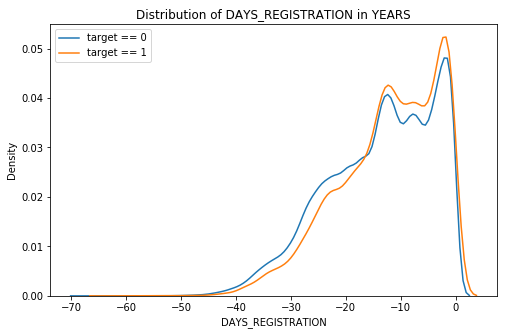 Distribution of DAYS_REGISTRATION in YEARS
target == 0
target == 1
Density
0.05
0.04
0.03
0.02
0.01
0.00
−70 −60 −50 −40 −30 −20 −10 0
DAYS_REGISTRATION